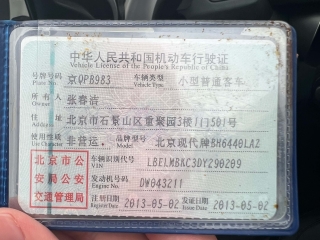 中华人民共和国机动车行驶证
Vehicle License of the People's Republic of China
号牌号码 京QPB983 车辆类型 小型普通客车
Plate No. Vehicle Type
所有人 张春洁
Owner
住址 北京市石景山区重聚园3楼1门501号
Address
使用性质 非营运 品牌型号 北京现代牌BH6440LAZ
Use Character Model
北京市公 车辆识别代号 LBELMBKC3DY290209
VIN
安局公安 发动机号码 DW043211
Engine No.
交通管理局 注册日期 2013-05-02 发证日期 2013-05-02
Register Date Issue Date